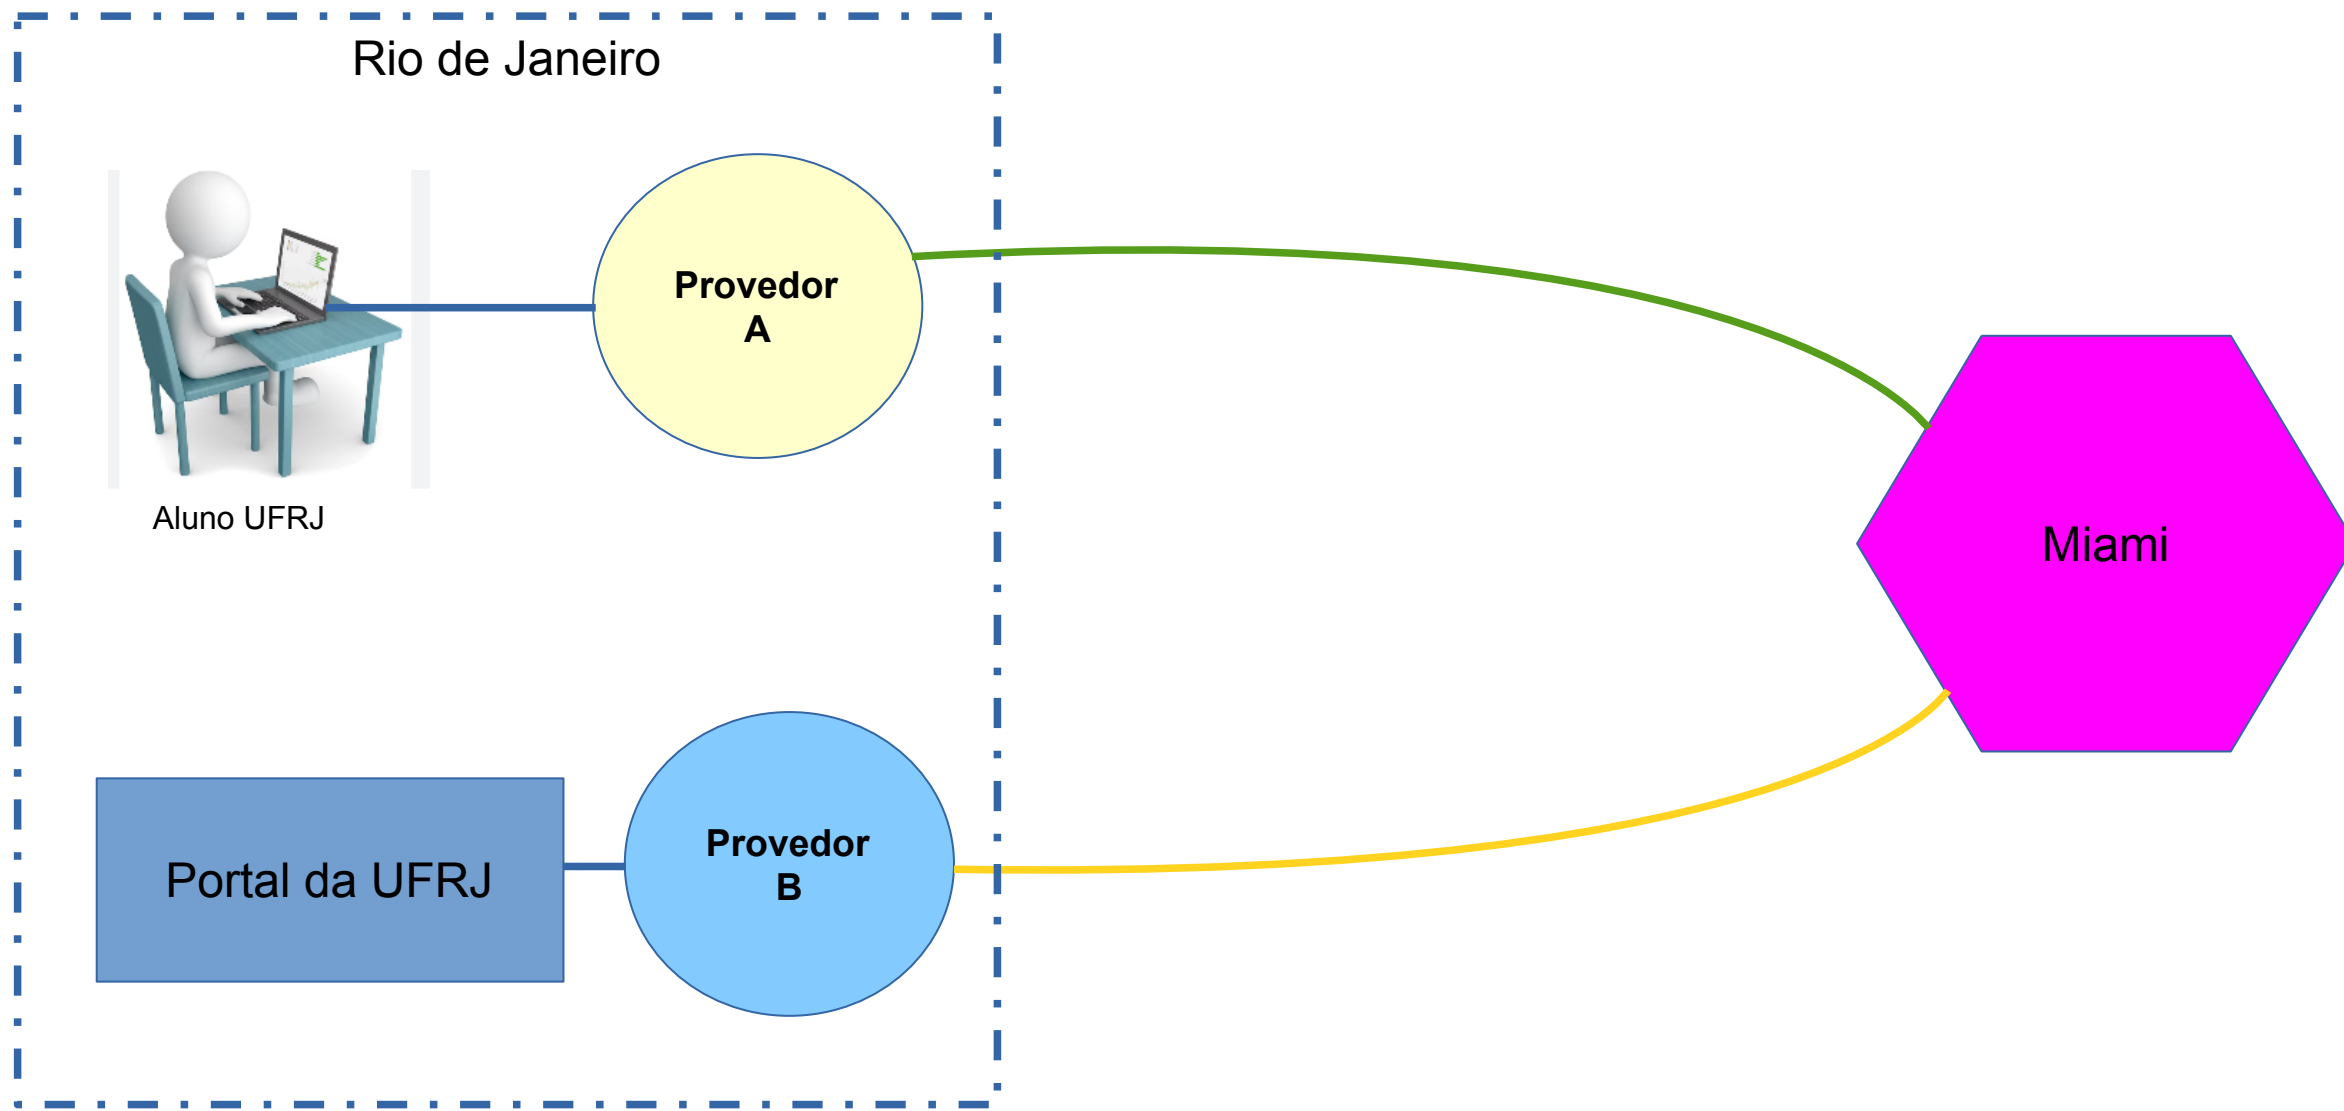 Rio de Janeiro
Provedor
A
Aluno UFRJ
Miami
Provedor
B
Portal da UFRJ